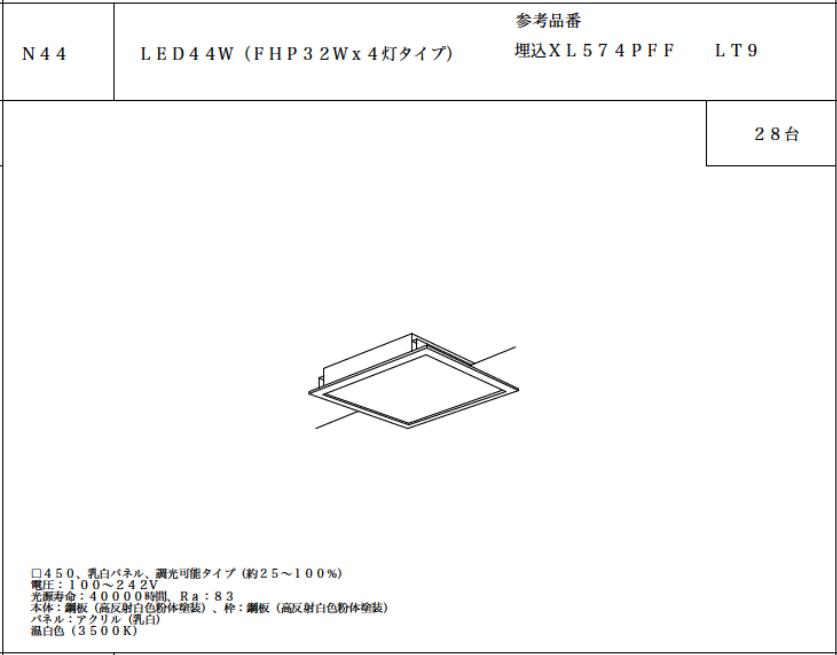 参考品番
N44
LED44W（FHP32Wx4灯タイプ）
埋込XL574PFF LT9
28台
□450、乳白パネル、調光可能タイプ（約25～100%）
電圧：100～242V
光源寿命：40000時間、Ra：83
本体：鋼板（高反射白色粉体塗装）、枠：鋼板（高反射白色粉体塗装）
パネル：アクリル（乳白）
温白色（3500K）